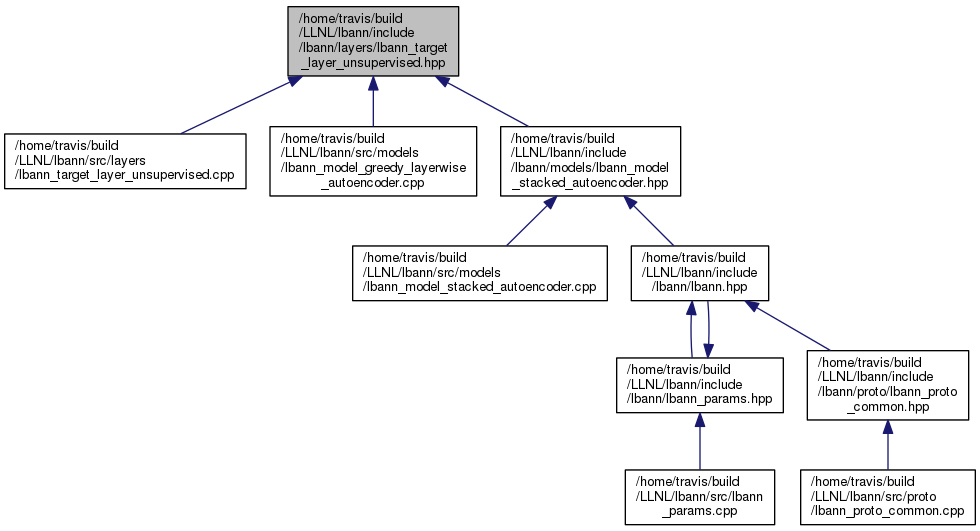 /home/travis/build
/LLNL/lbann/include
/lbann/layers/lbann_target
_layer_unsupervised.hpp
/home/travis/build
/LLNL/lbann/src/layers
/lbann_target_layer_unsupervised.cpp
/home/travis/build
/LLNL/lbann/src/models
/lbann_model_greedy_layerwise
_autoencoder.cpp
/home/travis/build
/LLNL/lbann/include
/lbann/models/lbann_model
_stacked_autoencoder.hpp
/home/travis/build
/LLNL/lbann/src/models
/lbann_model_stacked_autoencoder.cpp
/home/travis/build
/LLNL/lbann/include
/lbann/lbann.hpp
/home/travis/build
/LLNL/lbann/include
/lbann/lbann_params.hpp
/home/travis/build
/LLNL/lbann/include
/lbann/proto/lbann_proto
_common.hpp
/home/travis/build
/LLNL/lbann/src/lbann
_params.cpp
/home/travis/build
/LLNL/lbann/src/proto
/lbann_proto_common.cpp